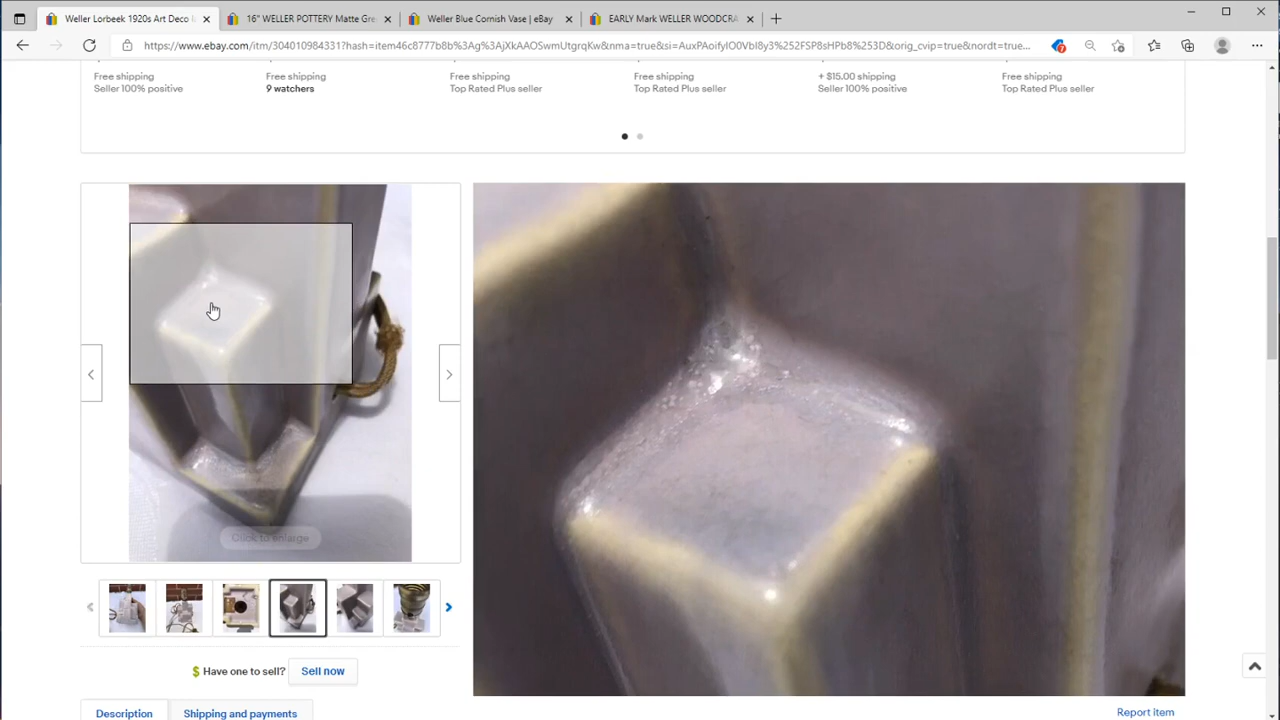 Weller Lorbeek 1920s Art Deco
16" WELLER POTTERY Matte Gre
Weller Blue Cornish Vase | eBay
EARLY Mark WELLER WOODCRA
https://www.ebay.com/itm/304010984331?hash=item46c8777b8b%3Ag%3AjXkAAOSwmUtgrqKw&nma=true&si=AuxPAoifyIO0VbI8y3%252FSP8sHPb8%253D&orig_cvip=true&nordt=true...
Free shipping
Seller 100% positive
Free shipping
9 watchers
Free shipping
Top Rated Plus seller
Free shipping
Top Rated Plus seller
+ $15.00 shipping
Seller 100% positive
Free shipping
Top Rated Plus seller
Click to enlarge
$ Have one to sell? Sell now
Description
Shipping and payments
Report item